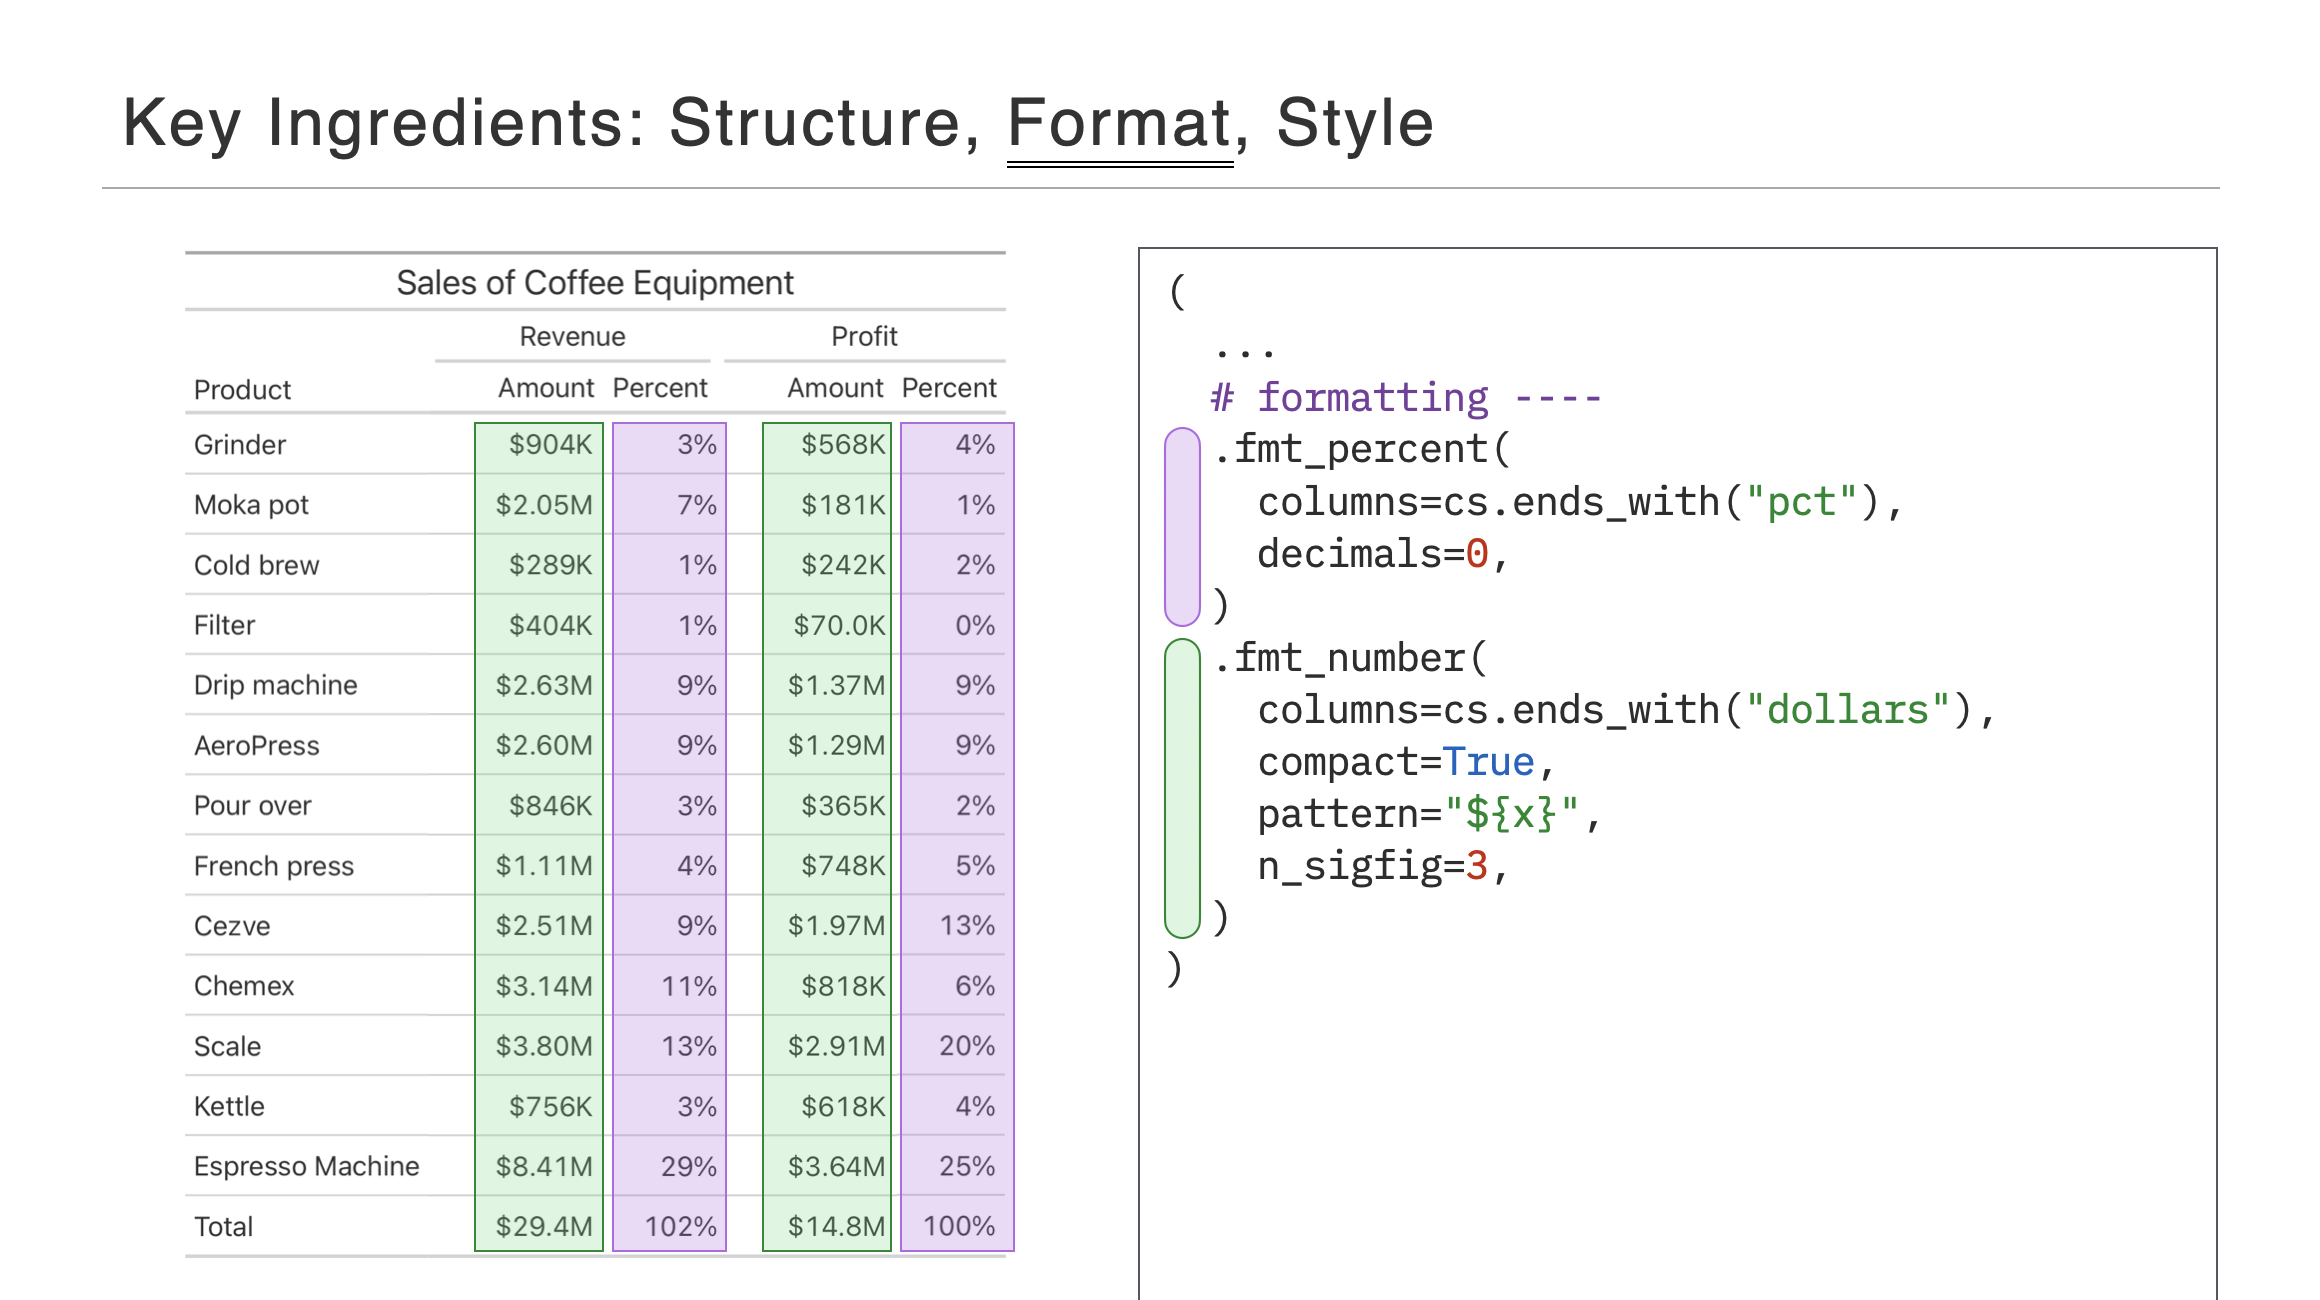 Key Ingredients: Structure, Format, Style
Sales of Coffee Equipment
Revenue Profit
Product Amount Percent Amount Percent
Grinder $904K 3% $568K 4%
Moka pot $2.05M 7% $181K 1%
Cold brew $289K 1% $242K 2%
Filter $404K 1% $70.0K 0%
Drip machine $2.63M 9% $1.37M 9%
AeroPress $2.60M 9% $1.29M 9%
Pour over $846K 3% $365K 2%
French press $1.11M 4% $748K 5%
Cezve $2.51M 9% $1.97M 13%
Chemex $3.14M 11% $818K 6%
Scale $3.80M 13% $2.91M 20%
Kettle $756K 3% $618K 4%
Espresso Machine $8.41M 29% $3.64M 25%
Total $29.4M 102% $14.8M 100%
(
  ...
  # formatting ----
  .fmt_percent(
    columns=cs.ends_with("pct"),
    decimals=0,
  )
  .fmt_number(
    columns=cs.ends_with("dollars"),
    compact=True,
    pattern="${x}",
    n_sigfig=3,
  )
)